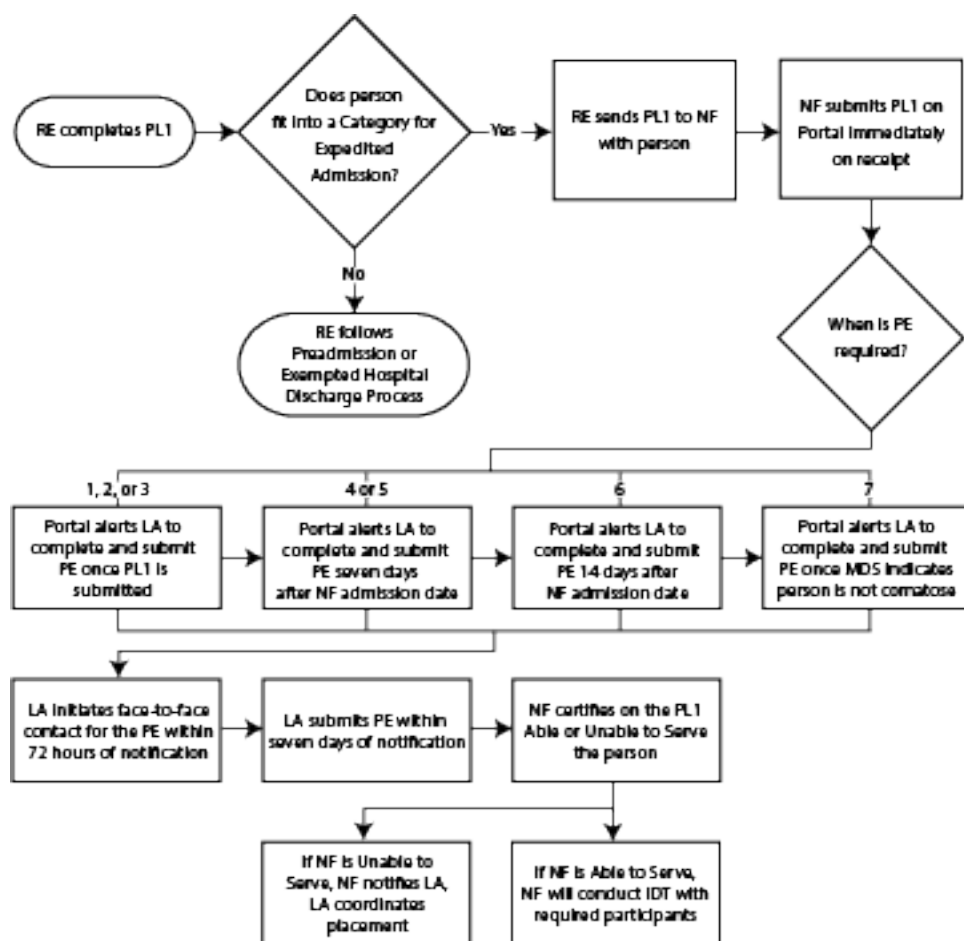 RE completes PL1
Does person
fit into a Category for
Expedited
Admission?
Yes
RE sends PL1 to NF
with person
NF submits PL1 on
Portal immediately
on receipt
No
RE follows
Preadmission or
Exempted Hospital
Discharge Process
When is PE
required?
1, 2, or 3
Portal alerts LA to
complete and submit
PE once PL1 is
submitted
4 or 5
Portal alerts LA to
complete and submit
PE seven days
after NF admission date
6
Portal alerts LA to
complete and submit
PE 14 days after
NF admission date
7
Portal alerts LA to
complete and submit
PE once MDS indicates
person is not comatose
LA initiates face-to-face
contact for the PE within
72 hours of notification
LA submits PE within
seven days of notification
NF certifies on the PL1
Able or Unable to Serve
the person
If NF is Unable to
Serve, NF notifies LA,
LA coordinates
placement
If NF is Able to Serve,
NF will conduct IDT with
required participants